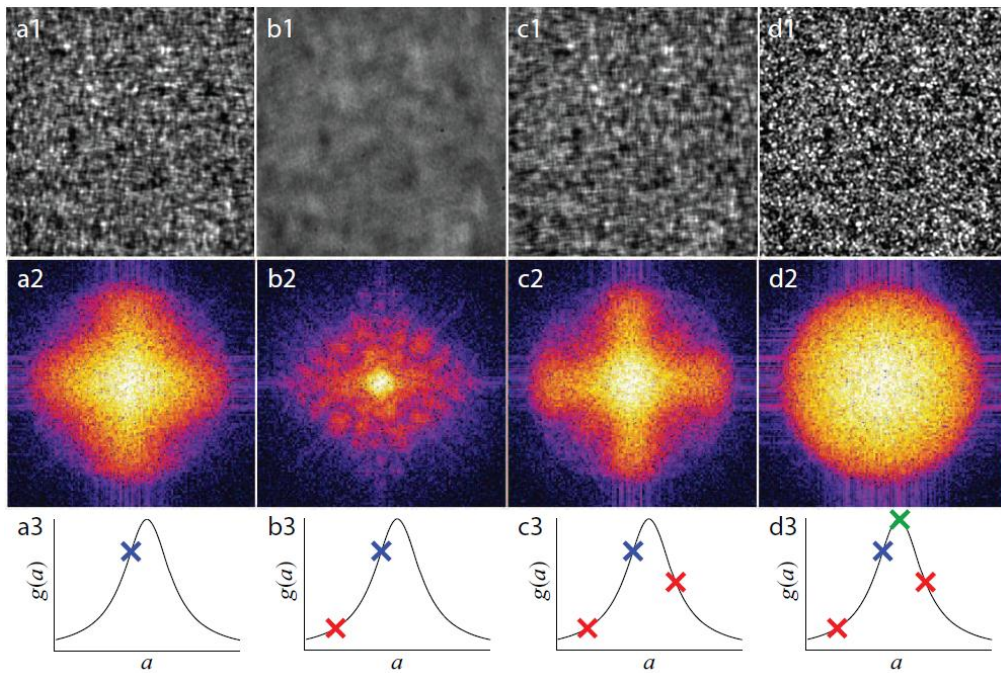 a1 b1 c1 d1
a2 b2 c2 d2
a3 b3 c3 d3
g(a) g(a) g(a) g(a)
a a a a